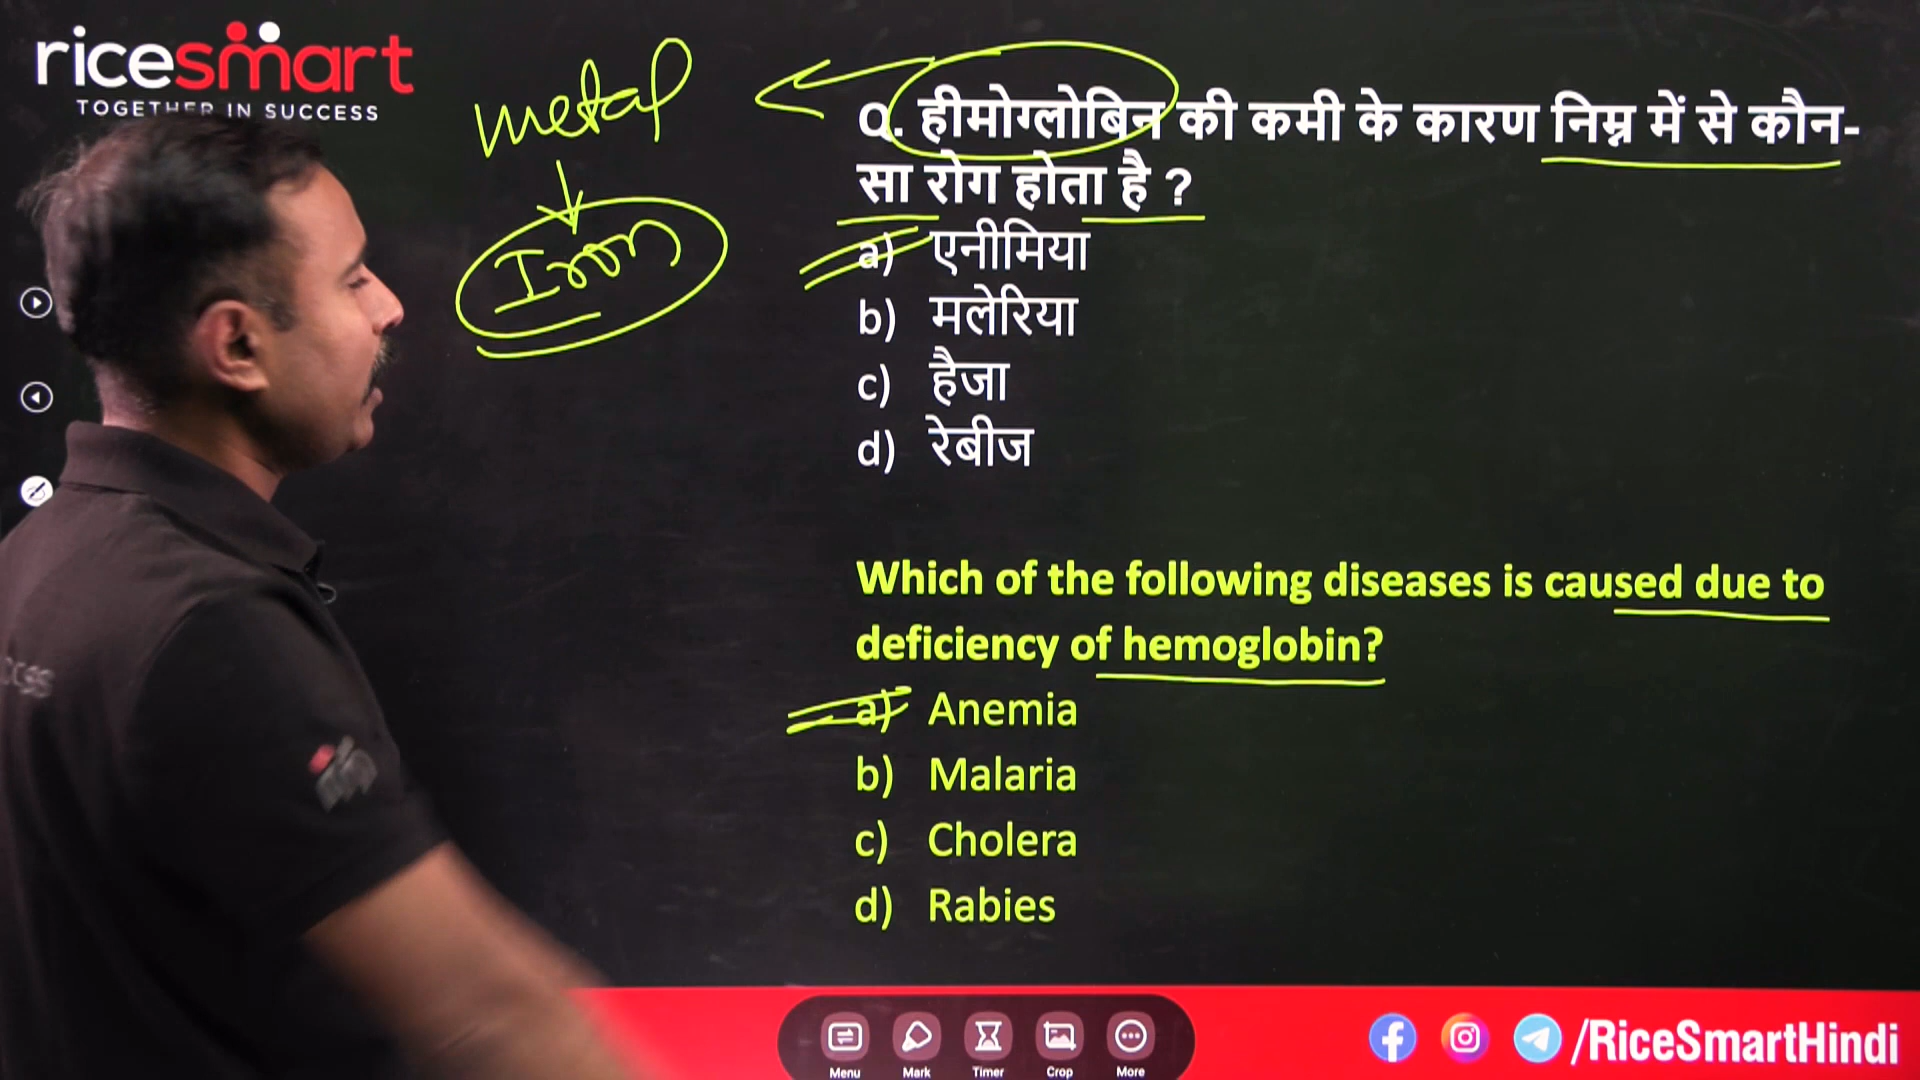 ricesmart
TOGETHER IN SUCCESS
metal
Iron
Q. हीमोग्लोबिन की कमी के कारण निम्न में से कौन-
सा रोग होता है ?
a) एनीमिया
b) मलेरिया
c) हैजा
d) रेबीज
Which of the following diseases is caused due to
deficiency of hemoglobin?
a) Anemia
b) Malaria
c) Cholera
d) Rabies
Menu
Mark
Timer
Crop
More
/RiceSmartHindi